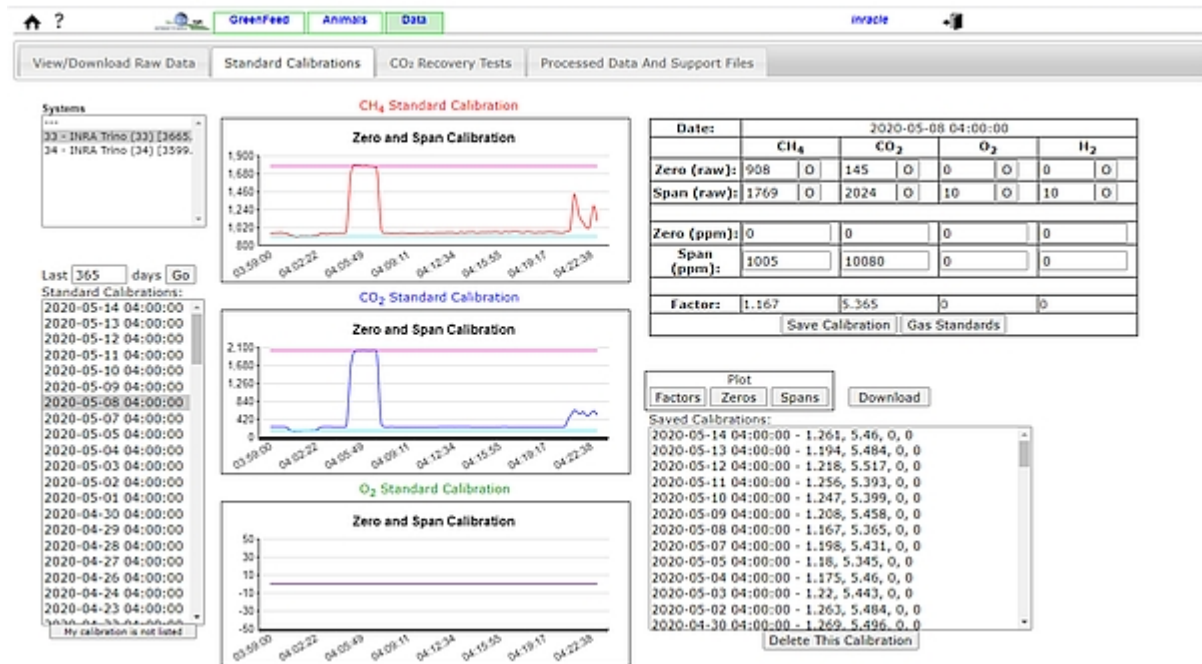 ?
GreenFeed
Animals
Data
inracle
View/Download Raw Data
Standard Calibrations
CO₂ Recovery Tests
Processed Data And Support Files
Systems
---
33 - INRA Trino (33) [3665.
34 - INRA Trino (34) [3599.
Last 365 days Go
Standard Calibrations:
2020-05-14 04:00:00
2020-05-13 04:00:00
2020-05-12 04:00:00
2020-05-11 04:00:00
2020-05-10 04:00:00
2020-05-09 04:00:00
2020-05-08 04:00:00
2020-05-07 04:00:00
2020-05-05 04:00:00
2020-05-04 04:00:00
2020-05-03 04:00:00
2020-05-02 04:00:00
2020-05-01 04:00:00
2020-04-30 04:00:00
2020-04-29 04:00:00
2020-04-28 04:00:00
2020-04-27 04:00:00
2020-04-26 04:00:00
2020-04-24 04:00:00
2020-04-23 04:00:00
My calibration is not listed
CH₄ Standard Calibration
Zero and Span Calibration
1,900
1,680
1,460
1,240
1,020
800
03:59:00 04:02:22 04:05:49 04:09:11 04:12:34 04:15:55 04:19:17 04:22:38
CO₂ Standard Calibration
Zero and Span Calibration
2,100
1,680
1,260
840
420
0
03:59:00 04:02:22 04:05:49 04:09:11 04:12:34 04:15:55 04:19:17 04:22:38
O₂ Standard Calibration
Zero and Span Calibration
50
30
10
-10
-30
-50
03:59:00 04:02:22 04:05:49 04:09:11 04:12:34 04:15:55 04:19:17 04:22:38
Date: 2020-05-08 04:00:00
CH₄ CO₂ O₂ H₂
Zero (raw): 908 O 145 O 0 O 0 O
Span (raw): 1769 O 2024 O 10 O 10 O
Zero (ppm): 0 0 0 0
Span (ppm): 1005 10080 0 0
Factor: 1.167 5.365 0 0
Save Calibration Gas Standards
Plot
Factors Zeros Spans Download
Saved Calibrations:
2020-05-14 04:00:00 - 1.261, 5.46, 0, 0
2020-05-13 04:00:00 - 1.194, 5.484, 0, 0
2020-05-12 04:00:00 - 1.218, 5.517, 0, 0
2020-05-11 04:00:00 - 1.256, 5.393, 0, 0
2020-05-10 04:00:00 - 1.247, 5.399, 0, 0
2020-05-09 04:00:00 - 1.208, 5.458, 0, 0
2020-05-08 04:00:00 - 1.167, 5.365, 0, 0
2020-05-07 04:00:00 - 1.198, 5.431, 0, 0
2020-05-05 04:00:00 - 1.18, 5.345, 0, 0
2020-05-04 04:00:00 - 1.175, 5.46, 0, 0
2020-05-03 04:00:00 - 1.22, 5.443, 0, 0
2020-05-02 04:00:00 - 1.263, 5.484, 0, 0
2020-04-30 04:00:00 - 1.269, 5.496, 0, 0
Delete This Calibration